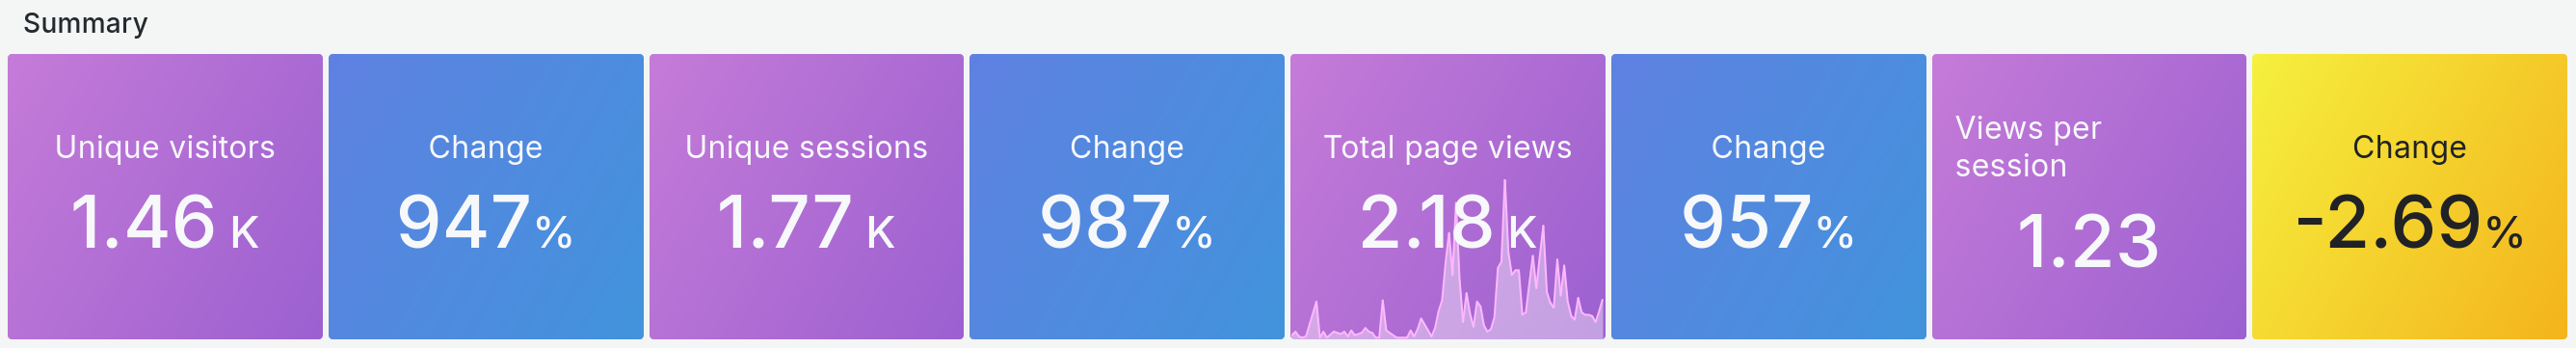 Summary
Unique visitors
1.46 K
Change
947%
Unique sessions
1.77 K
Change
987%
Total page views
2.18 K
Change
957%
Views per
session
1.23
Change
-2.69%